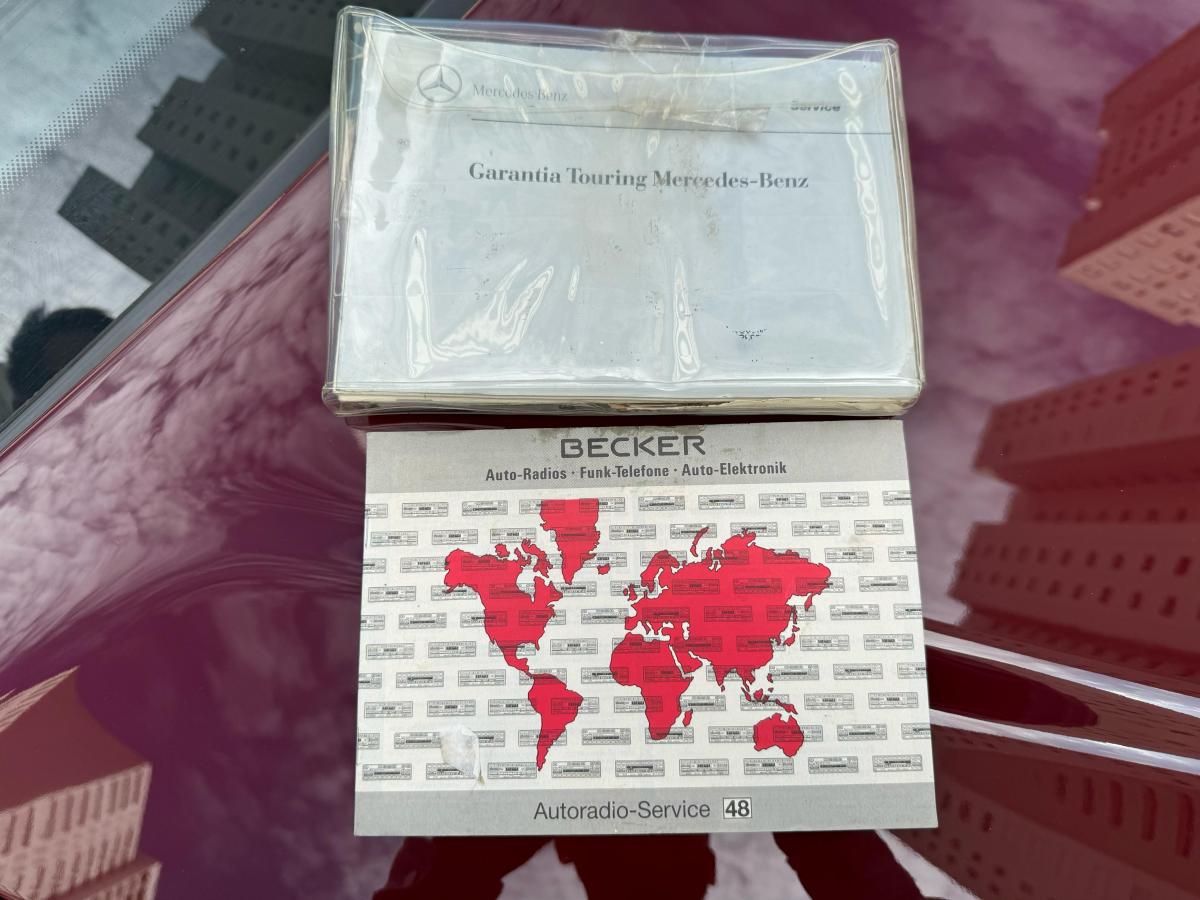 Mercedes-Benz
Service
Garantia Touring Mercedes-Benz
BECKER
Auto-Radios · Funk-Telefone · Auto-Elektronik
Autoradio-Service 48